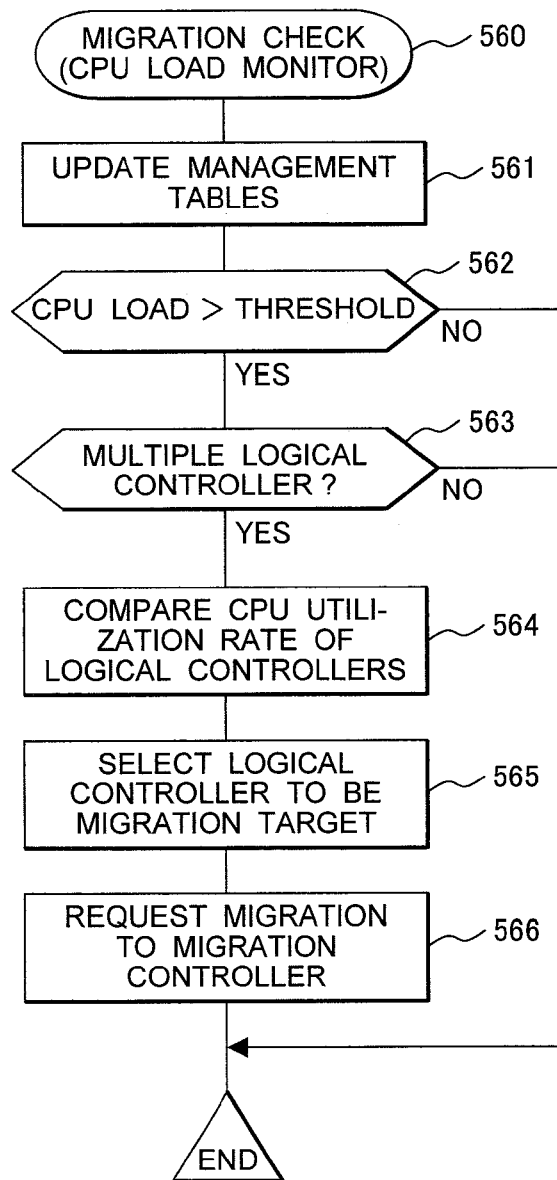 MIGRATION CHECK
(CPU LOAD MONITOR)
560
UPDATE MANAGEMENT
TABLES
561
562
CPU LOAD > THRESHOLD
NO
YES
563
MULTIPLE LOGICAL
CONTROLLER ?
NO
YES
COMPARE CPU UTILI-
ZATION RATE OF
LOGICAL CONTROLLERS
564
SELECT LOGICAL
CONTROLLER TO BE
MIGRATION TARGET
565
REQUEST MIGRATION
TO MIGRATION
CONTROLLER
566
END